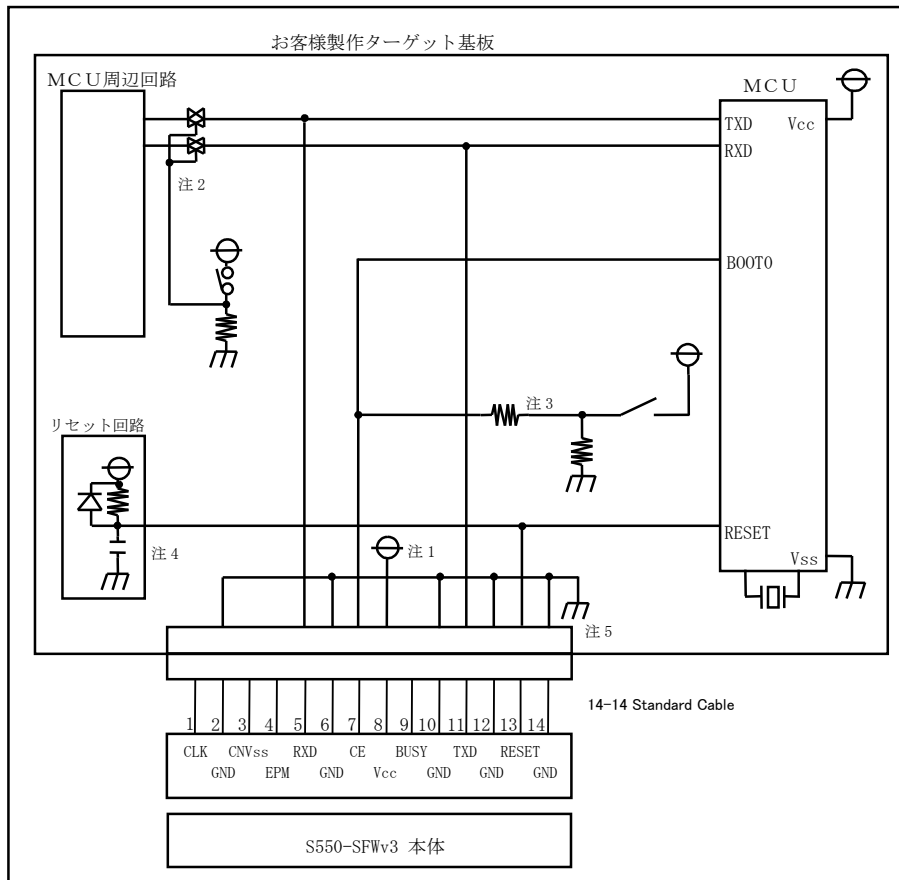 お客様製作ターゲット基板
MCU周辺回路
MCU
TXD Vcc
RXD
注2
BOOT0
注3
リセット回路
RESET
注4
注1
Vss
注5
14-14 Standard Cable
1 2 3 4 5 6 7 8 9 10 11 12 13 14
CLK CNVss RXD CE BUSY TXD RESET
GND EPM GND Vcc GND GND GND
S550-SFWv3 本体